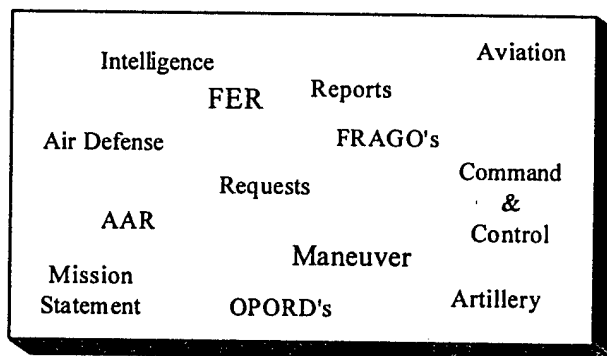 Aviation
Intelligence
FER
Reports
Air Defense
FRAGO's
Requests
Command
&
Control
AAR
Maneuver
Mission
Statement
OPORD's
Artillery